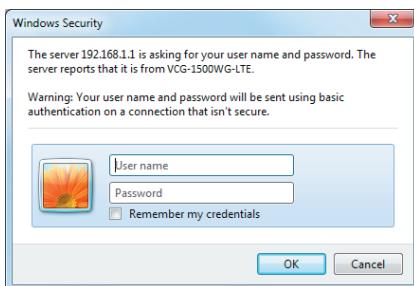 Windows Security
The server 192.168.1.1 is asking for your user name and password. The
server reports that it is from VCG-1500WG-LTE.
Warning: Your user name and password will be sent using basic
authentication on a connection that isn't secure.
User name
Password
Remember my credentials
OK
Cancel